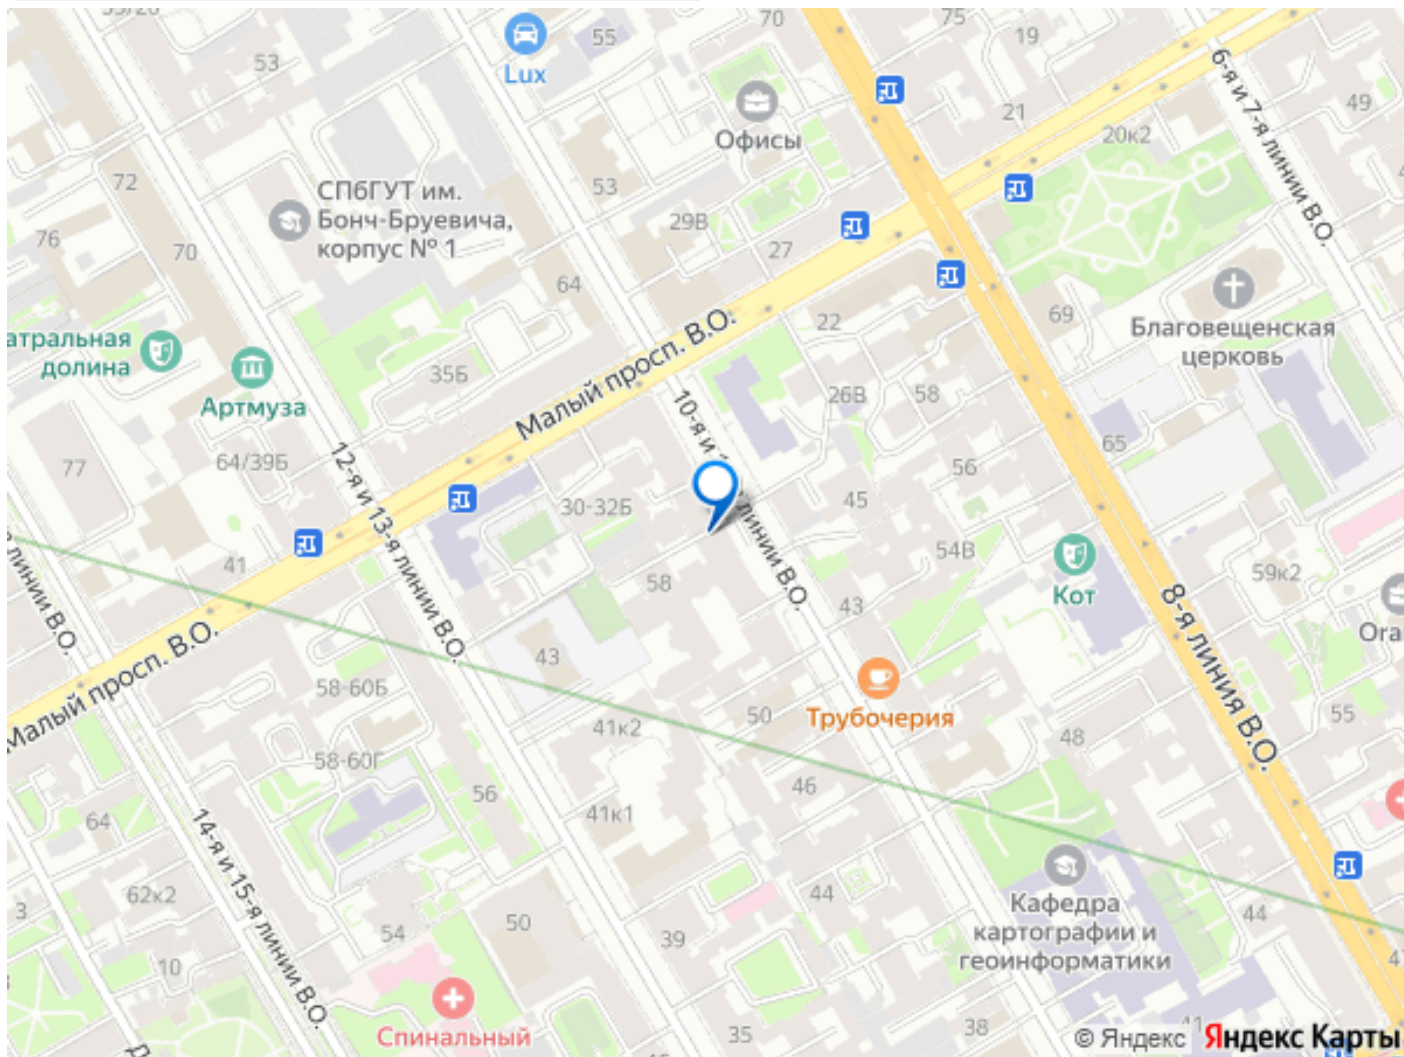 53/26
55
70
75
19
53
Lux
6-я и 7-я линии В.О.
49
Офисы
21
20к2
72
СПбГУТ им.
Бонч-Бруевича,
корпус № 1
53
29В
76
70
27
64
69
Благовещенская
церковь
22
атральная
долина
Малый просп. В.О.
35Б
Артмуза
26В
58
10-я и
линии В.О.
65
77
64/39Б
12-я и 13-я линии В.О.
56
30-32Б
45
54В
41
58
59к2
Кот
43
8-я линия В.О.
Ora
линии В.О.
Малый просп. В.О.
43
58-60Б
50
Трубочерия
55
41к2
48
58-60Г
46
56
41к1
64
14-я и 15-я линии В.О.
62к2
44
Кафедра
картографии и
геоинформатики
44
3
54
50
39
10
4
Спинальный
35
38
41
46
© Яндекс
Яндекс Карты